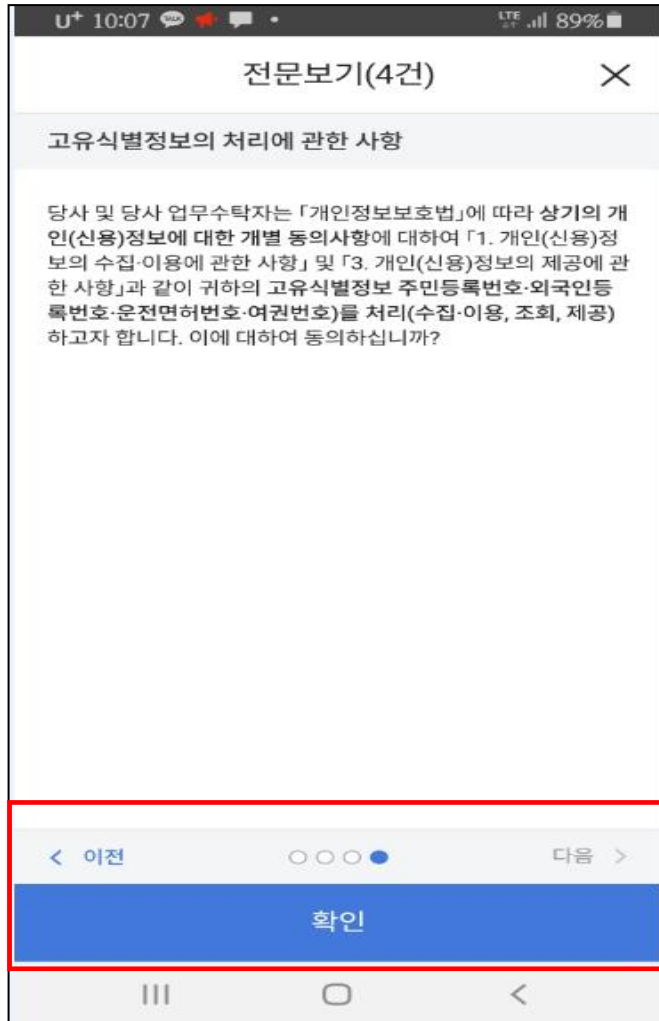 U⁺ 10:07 LTE 89%
전문보기(4건)
고유식별정보의 처리에 관한 사항
당사 및 당사 업무수탁자는 「개인정보보호법」에 따라 상기의 개
인(신용)정보에 대한 개별 동의사항에 대하여 「1. 개인(신용)정
보의 수집·이용에 관한 사항」 및 「3. 개인(신용)정보의 제공에 관
한 사항」과 같이 귀하의 고유식별정보 주민등록번호·외국인등
록번호·운전면허번호·여권번호)를 처리(수집·이용, 조회, 제공)
하고자 합니다. 이에 대하여 동의하십니까?
< 이전 다음 >
확인